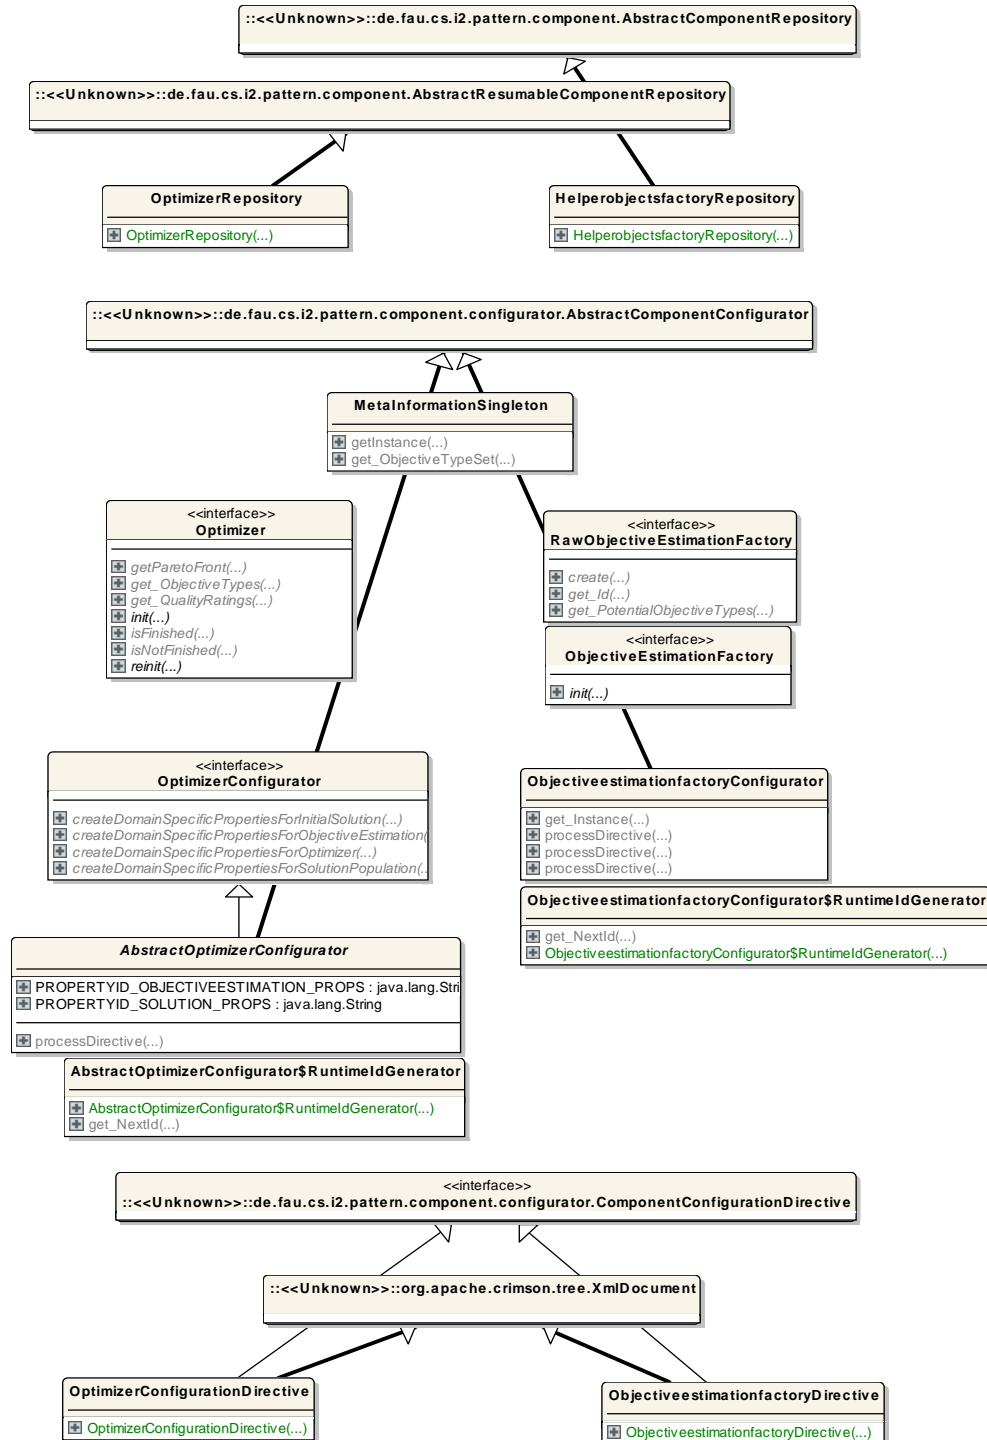 ::<<Unknown>>::de.fau.cs.i2.pattern.component.AbstractComponentRepository
::<<Unknown>>::de.fau.cs.i2.pattern.component.AbstractResumableComponentRepository
OptimizerRepository
OptimizerRepository(...)
HelperobjectsfactoryRepository
HelperobjectsfactoryRepository(...)
::<<Unknown>>::de.fau.cs.i2.pattern.component.configurator.AbstractComponentConfigurator
MetaInformationSingleton
getInstance(...)
get_ObjectiveTypeSet(...)
<<interface>>
Optimizer
getParetoFront(...)
get_ObjectiveTypes(...)
get_QualityRatings(...)
init(...)
isFinished(...)
isNotFinished(...)
reinit(...)
<<interface>>
RawObjectiveEstimationFactory
create(...)
get_Id(...)
get_PotentialObjectiveTypes(...)
<<interface>>
ObjectiveEstimationFactory
init(...)
<<interface>>
OptimizerConfigurator
createDomainSpecificPropertiesForInitialSolution(...)
createDomainSpecificPropertiesForObjectiveEstimation(
createDomainSpecificPropertiesForOptimizer(...)
createDomainSpecificPropertiesForSolutionPopulation(..
ObjectiveestimationfactoryConfigurator
get_Instance(...)
processDirective(...)
processDirective(...)
processDirective(...)
ObjectiveestimationfactoryConfigurator$RuntimeIdGenerator
get_NextId(...)
ObjectiveestimationfactoryConfigurator$RuntimeIdGenerator(...)
AbstractOptimizerConfigurator
PROPERTYID_OBJECTIVEESTIMATION_PROPS : java.lang.Stri
PROPERTYID_SOLUTION_PROPS : java.lang.String
processDirective(...)
AbstractOptimizerConfigurator$RuntimeIdGenerator
AbstractOptimizerConfigurator$RuntimeIdGenerator(...)
get_NextId(...)
<<interface>>
::<<Unknown>>::de.fau.cs.i2.pattern.component.configurator.ComponentConfigurationDirective
::<<Unknown>>::org.apache.crimson.tree.XmlDocument
OptimizerConfigurationDirective
OptimizerConfigurationDirective(...)
ObjectiveestimationfactoryDirective
ObjectiveestimationfactoryDirective(...)